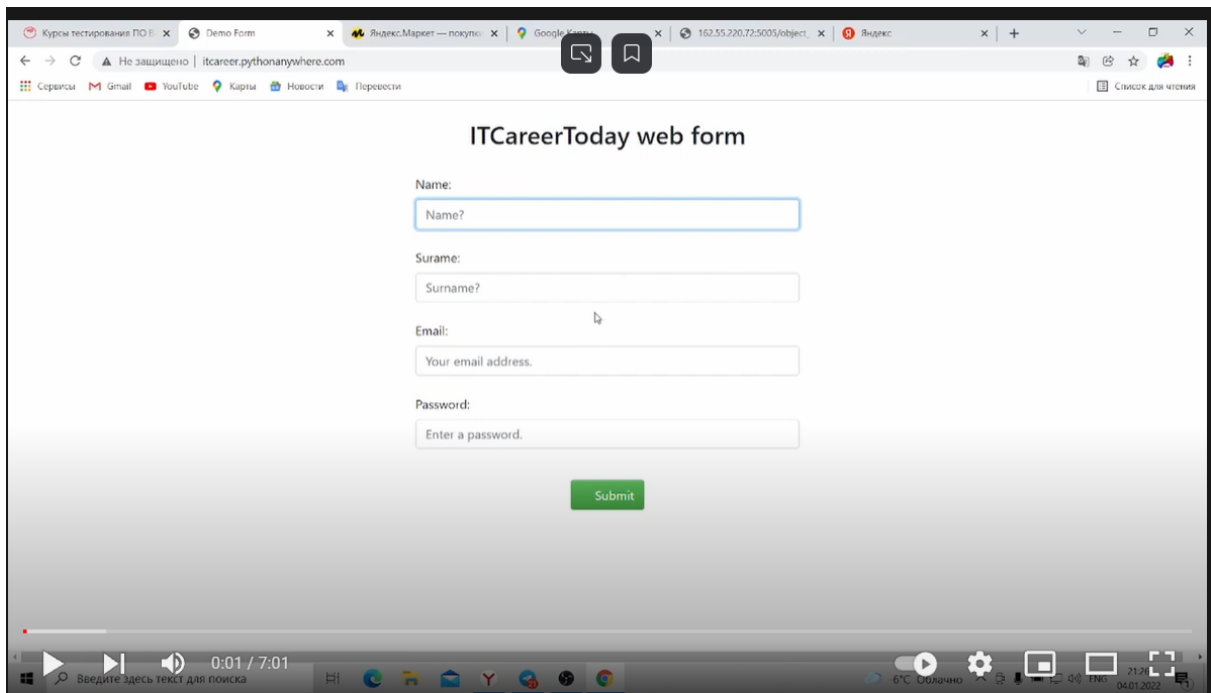 Курсы тестирования ПО В
Demo Form
Яндекс.Маркет — покупко
Google Карты
162.55.220.72:5005/object_
Яндекс
Не защищено | itcareer.pythonanywhere.com
Сервисы Gmail YouTube Карты Новости Перевести
Список для чтения
ITCareerToday web form
Name:
Name?
Surame:
Surname?
Email:
Your email address.
Password:
Enter a password.
Submit
0:01 / 7:01
Введите здесь текст для поиска
6°C Облачно
ENG
21:26
04.01.2022